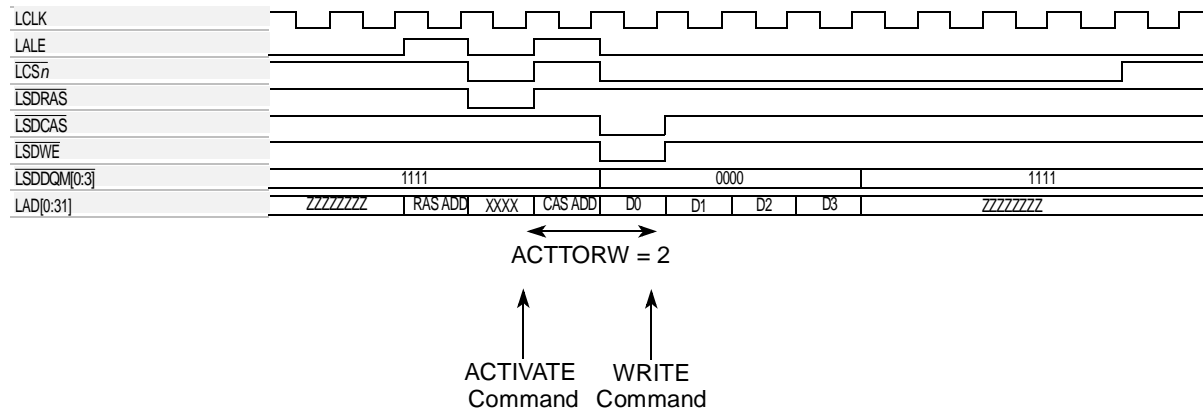 LCLK
LALE
LCSn
LSDRAS
LSDCAS
LSDWE
LSDDQM[0:3] 1111 0000 1111
LAD[0:31] ZZZZZZZZ RAS ADD XXXX CAS ADD D0 D1 D2 D3 ZZZZZZZZ
ACTTORW = 2
ACTIVATE WRITE
Command Command